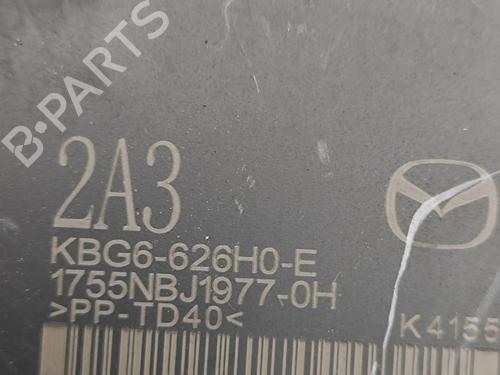 B-PARTS
2A3
KBG6-626H0-E
1755NBJ1977-0H
>PP-TD40<
K4155